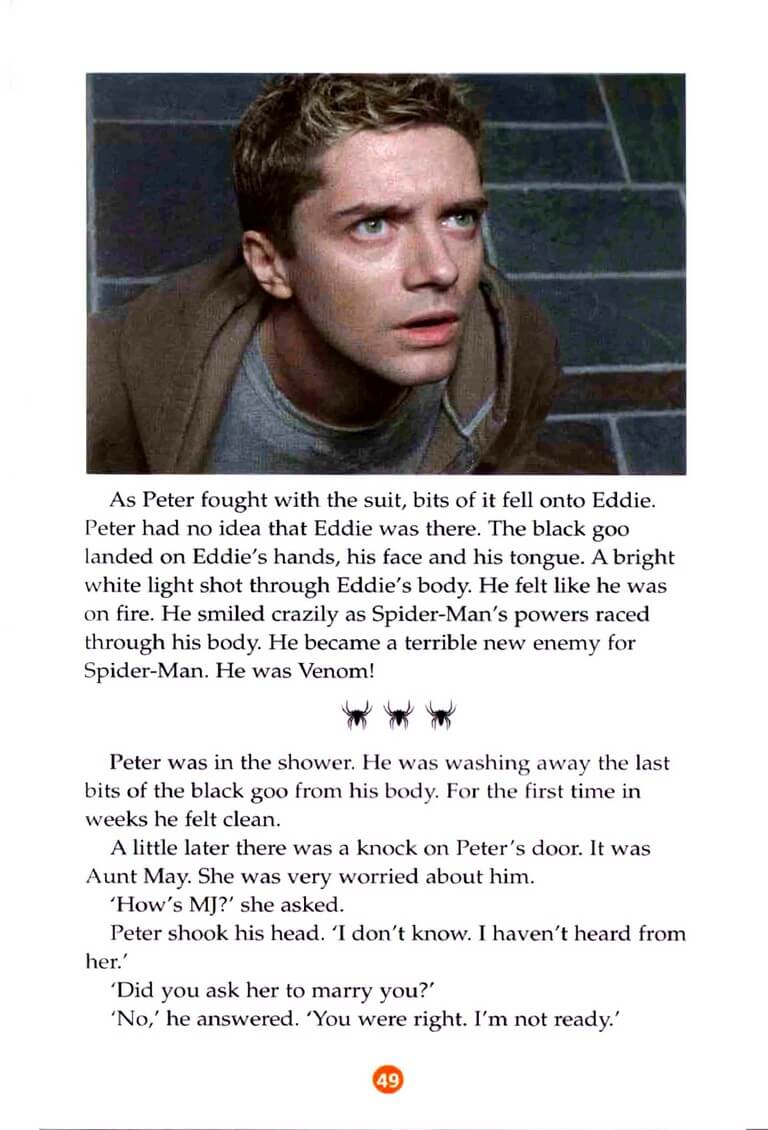 As Peter fought with the suit, bits of it fell onto Eddie.
Peter had no idea that Eddie was there. The black goo
landed on Eddie's hands, his face and his tongue. A bright
white light shot through Eddie's body. He felt like he was
on fire. He smiled crazily as Spider-Man's powers raced
through his body. He became a terrible new enemy for
Spider-Man. He was Venom!
Peter was in the shower. He was washing away the last
bits of the black goo from his body. For the first time in
weeks he felt clean.
A little later there was a knock on Peter's door. It was
Aunt May. She was very worried about him.
‘How's MJ?’ she asked.
Peter shook his head. ‘I don't know. I haven't heard from
her.’
‘Did you ask her to marry you?’
‘No,’ he answered. ‘You were right. I'm not ready.’
49